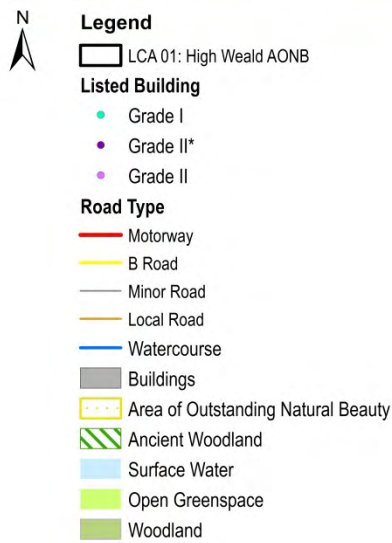 N
Legend
LCA 01: High Weald AONB
Listed Building
Grade I
Grade II*
Grade II
Road Type
Motorway
B Road
Minor Road
Local Road
Watercourse
Buildings
Area of Outstanding Natural Beauty
Ancient Woodland
Surface Water
Open Greenspace
Woodland